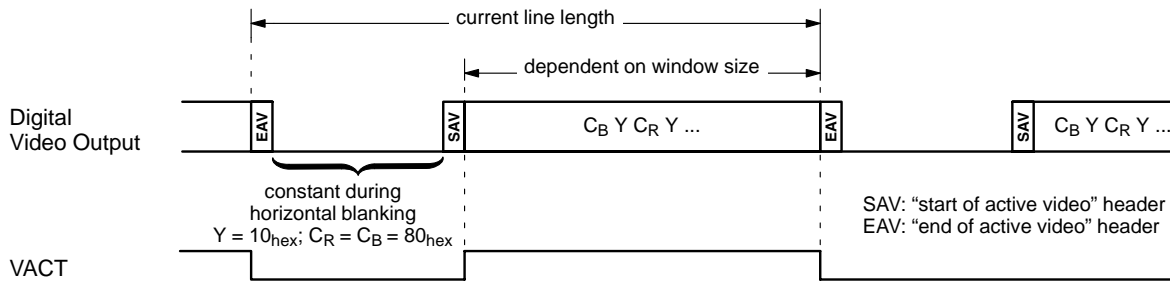 current line length
dependent on window size
Digital
Video Output
EAV
SAV
CB Y CR Y ...
EAV
SAV
CB Y CR Y ...
constant during
horizontal blanking
Y = 10hex; CR = CB = 80hex
SAV: “start of active video” header
EAV: “end of active video” header
VACT